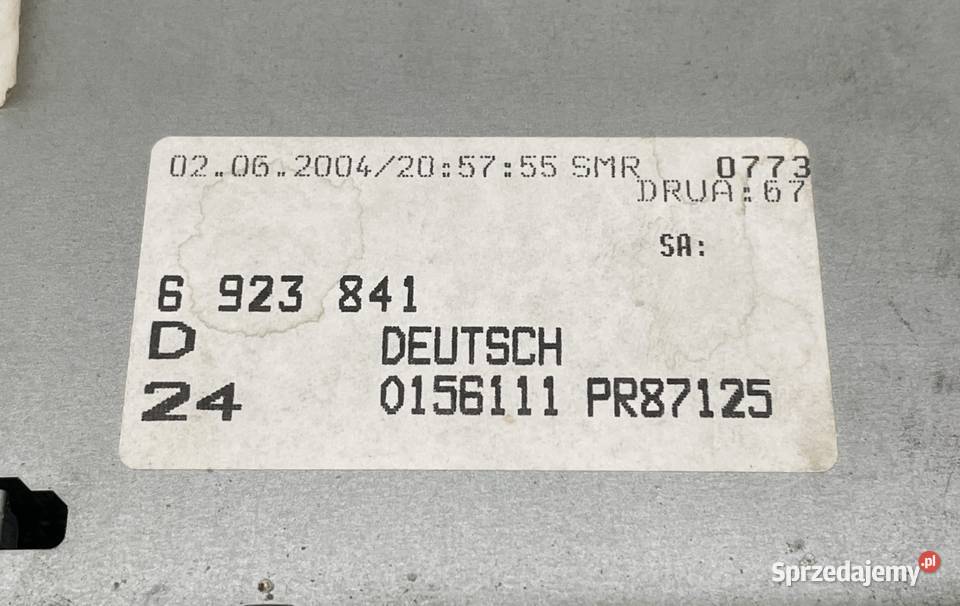 02.06.2004/20:57:55 SMR 0773
DRUA:67
SA:
6 923 841
D DEUTSCH
24 0156111 PR87125
Sprzedajemy.pl